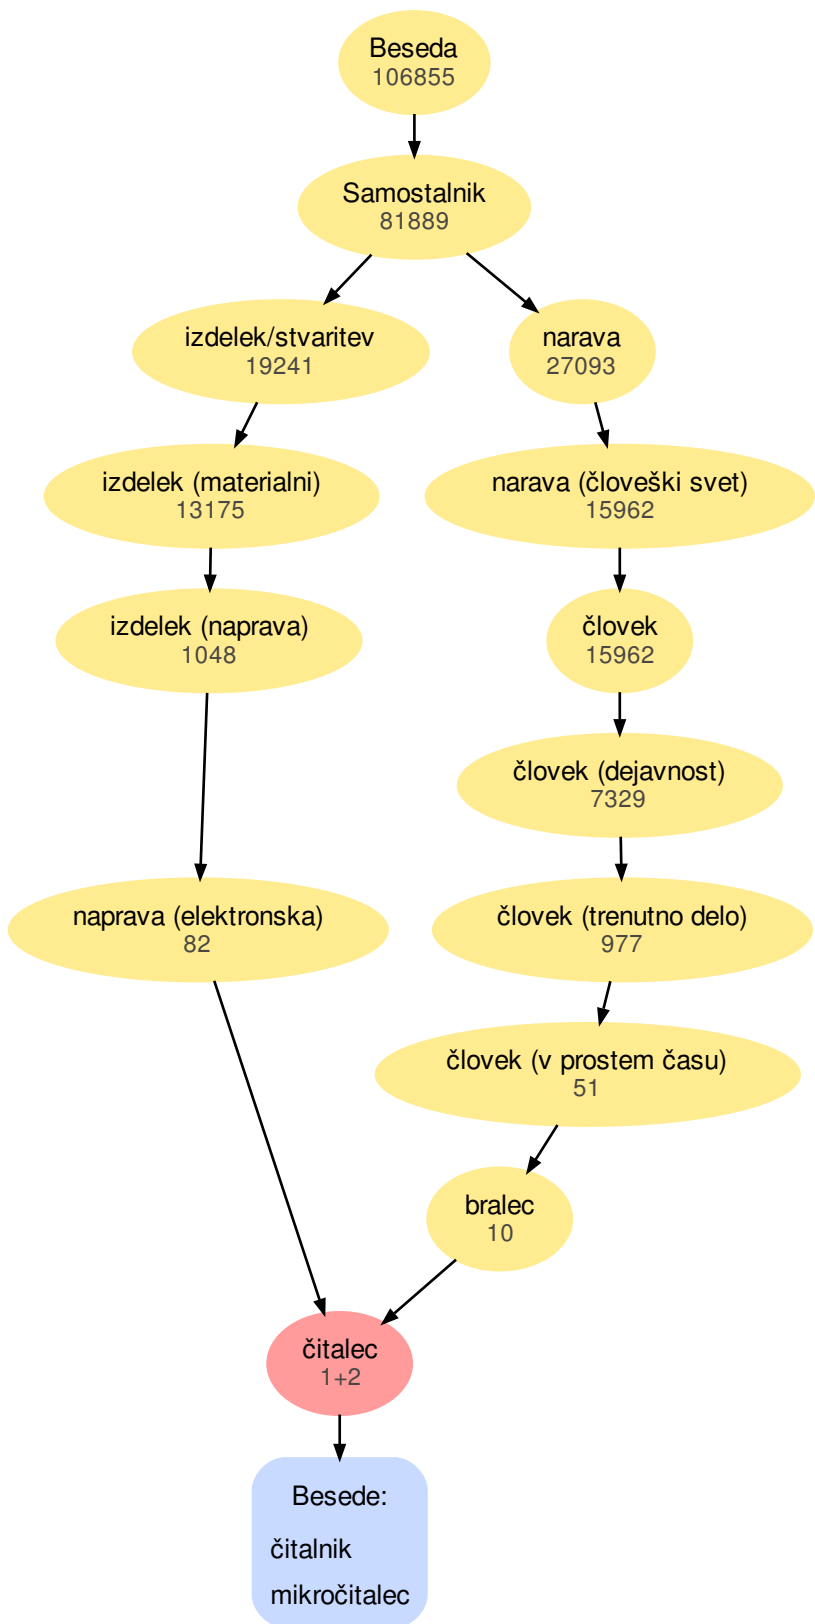 Beseda
106855
Samostalnik
81889
izdelek/stvaritev
19241
narava
27093
izdelek (materialni)
13175
narava (človeški svet)
15962
izdelek (naprava)
1048
človek
15962
človek (dejavnost)
7329
naprava (elektronska)
82
človek (trenutno delo)
977
človek (v prostem času)
51
bralec
10
čitalec
1+2
Besede:
čitalnik
mikročitalec